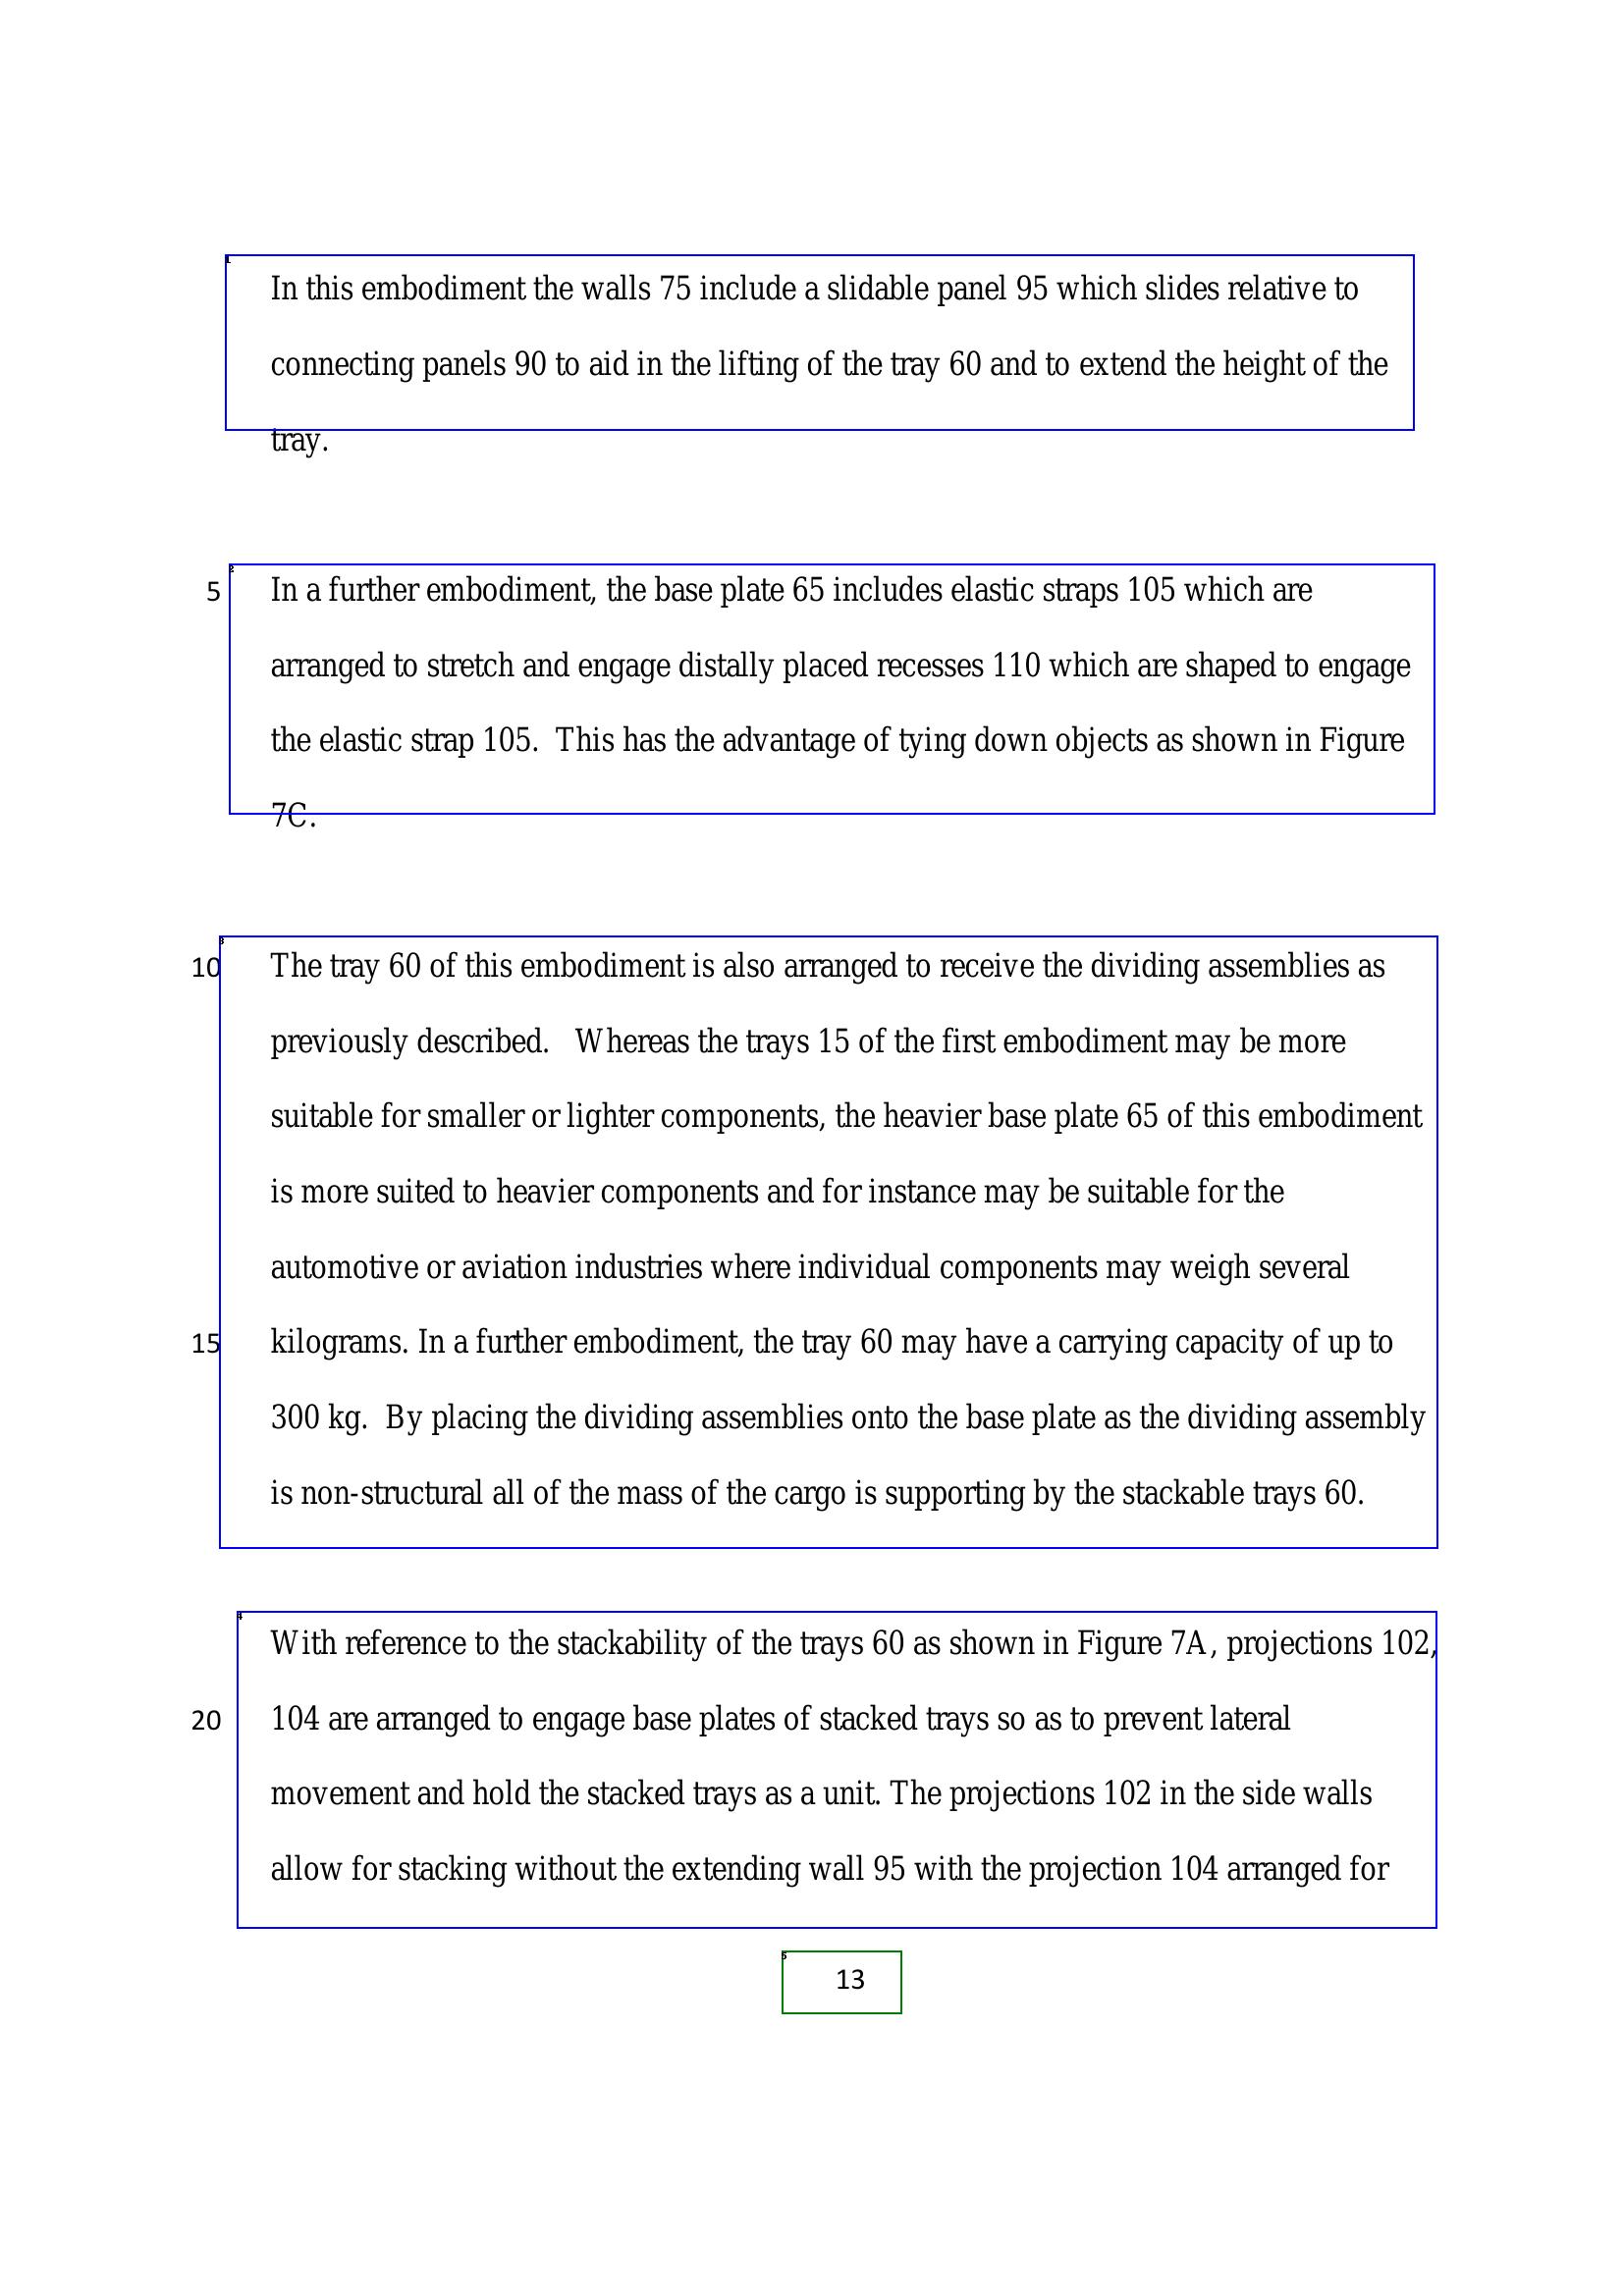 1
In this embodiment the walls 75 include a slidable panel 95 which slides relative to
connecting panels 90 to aid in the lifting of the tray 60 and to extend the height of the
tray.
2
5 In a further embodiment, the base plate 65 includes elastic straps 105 which are
arranged to stretch and engage distally placed recesses 110 which are shaped to engage
the elastic strap 105.  This has the advantage of tying down objects as shown in Figure
7C.
3
10 The tray 60 of this embodiment is also arranged to receive the dividing assemblies as
previously described.   Whereas the trays 15 of the first embodiment may be more
suitable for smaller or lighter components, the heavier base plate 65 of this embodiment
is more suited to heavier components and for instance may be suitable for the
automotive or aviation industries where individual components may weigh several
15 kilograms. In a further embodiment, the tray 60 may have a carrying capacity of up to
300 kg.  By placing the dividing assemblies onto the base plate as the dividing assembly
is non-structural all of the mass of the cargo is supporting by the stackable trays 60.
4
With reference to the stackability of the trays 60 as shown in Figure 7A, projections 102,
20 104 are arranged to engage base plates of stacked trays so as to prevent lateral
movement and hold the stacked trays as a unit. The projections 102 in the side walls
allow for stacking without the extending wall 95 with the projection 104 arranged for
5
13